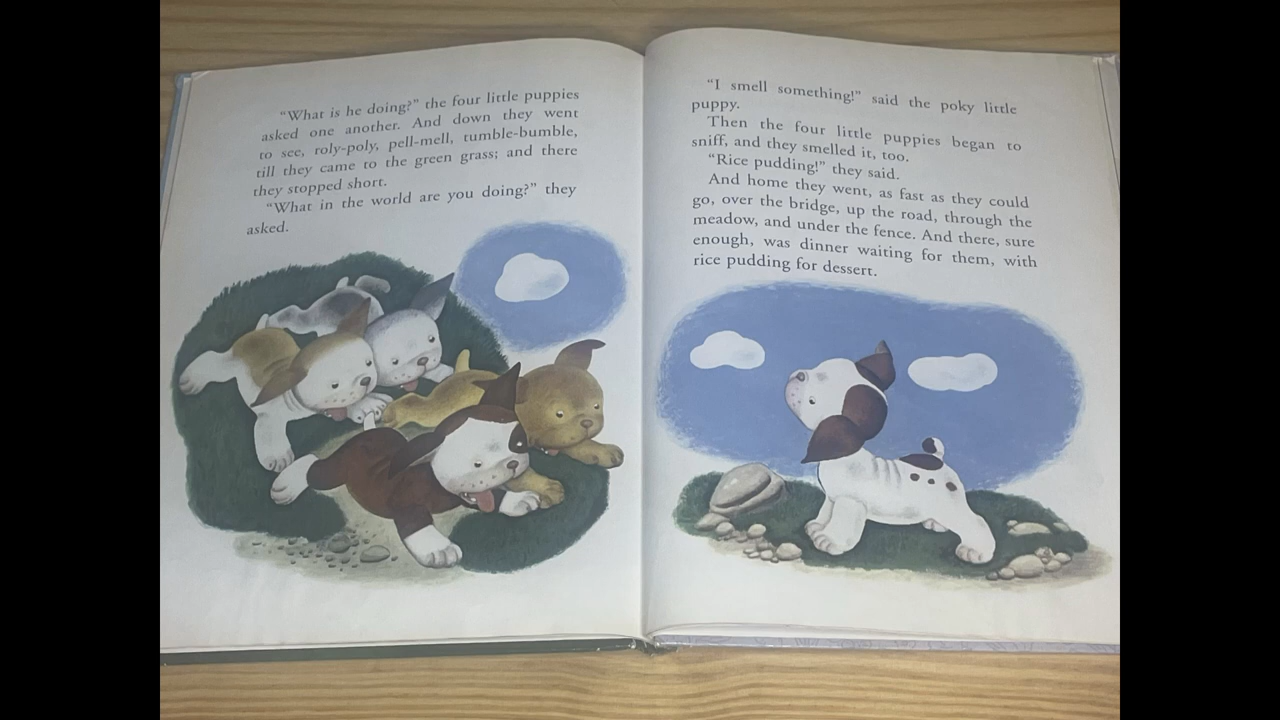 “What is he doing?” the four little puppies
asked one another. And down they went
to see, roly-poly, pell-mell, tumble-bumble,
till they came to the green grass; and there
they stopped short.
“What in the world are you doing?” they
asked.
“I smell something!” said the poky little
puppy.
Then the four little puppies began to
sniff, and they smelled it, too.
“Rice pudding!” they said.
And home they went, as fast as they could
go, over the bridge, up the road, through the
meadow, and under the fence. And there, sure
enough, was dinner waiting for them, with
rice pudding for dessert.